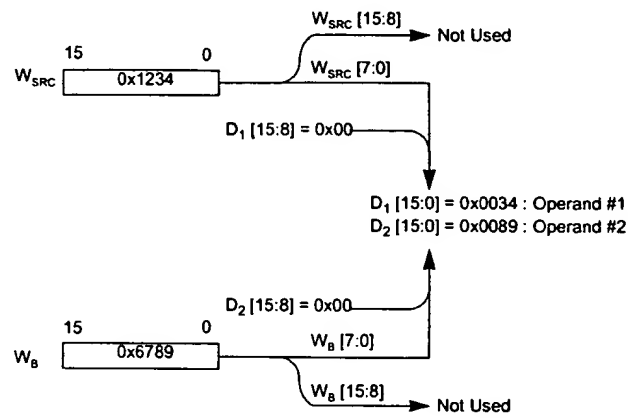 W_SRC [15:8]
Not Used
15 0
W_SRC 0x1234
W_SRC [7:0]
D_1 [15:8] = 0x00
D_1 [15:0] = 0x0034 : Operand #1
D_2 [15:0] = 0x0089 : Operand #2
D_2 [15:8] = 0x00
15 0
W_B 0x6789
W_B [7:0]
W_B [15:8]
Not Used